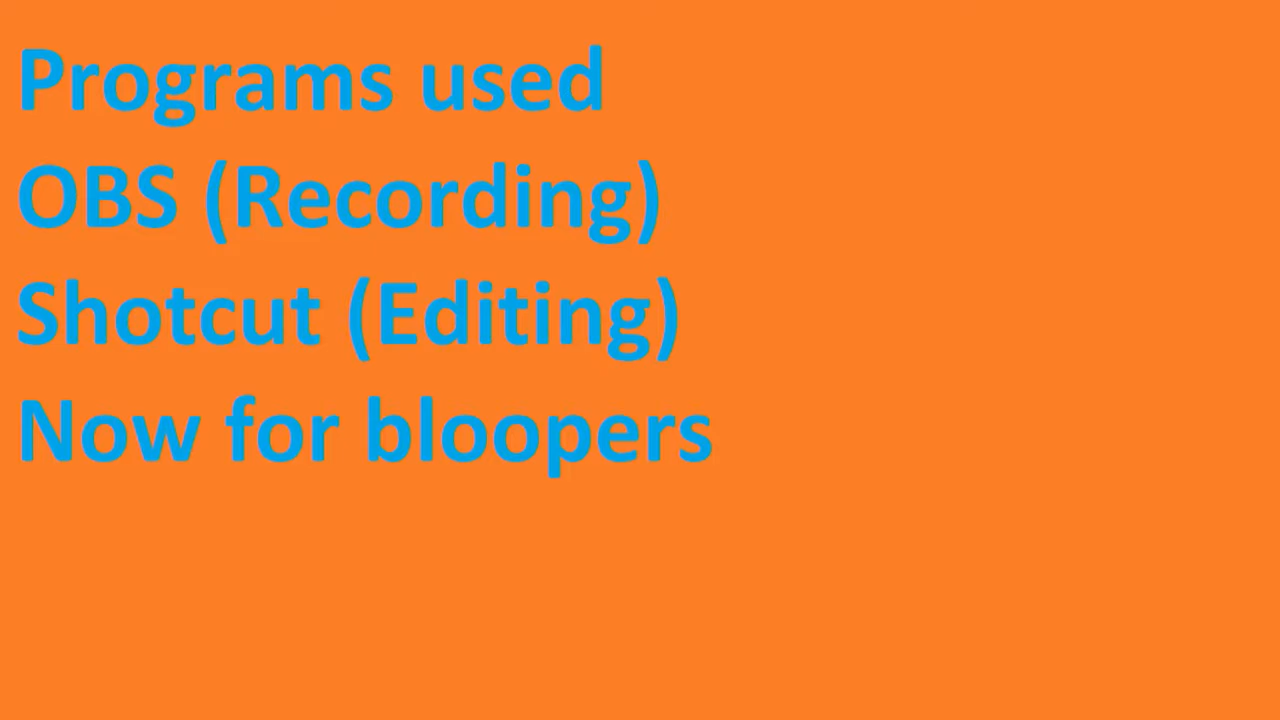 Programs used
OBS (Recording)
Shotcut (Editing)
Now for bloopers